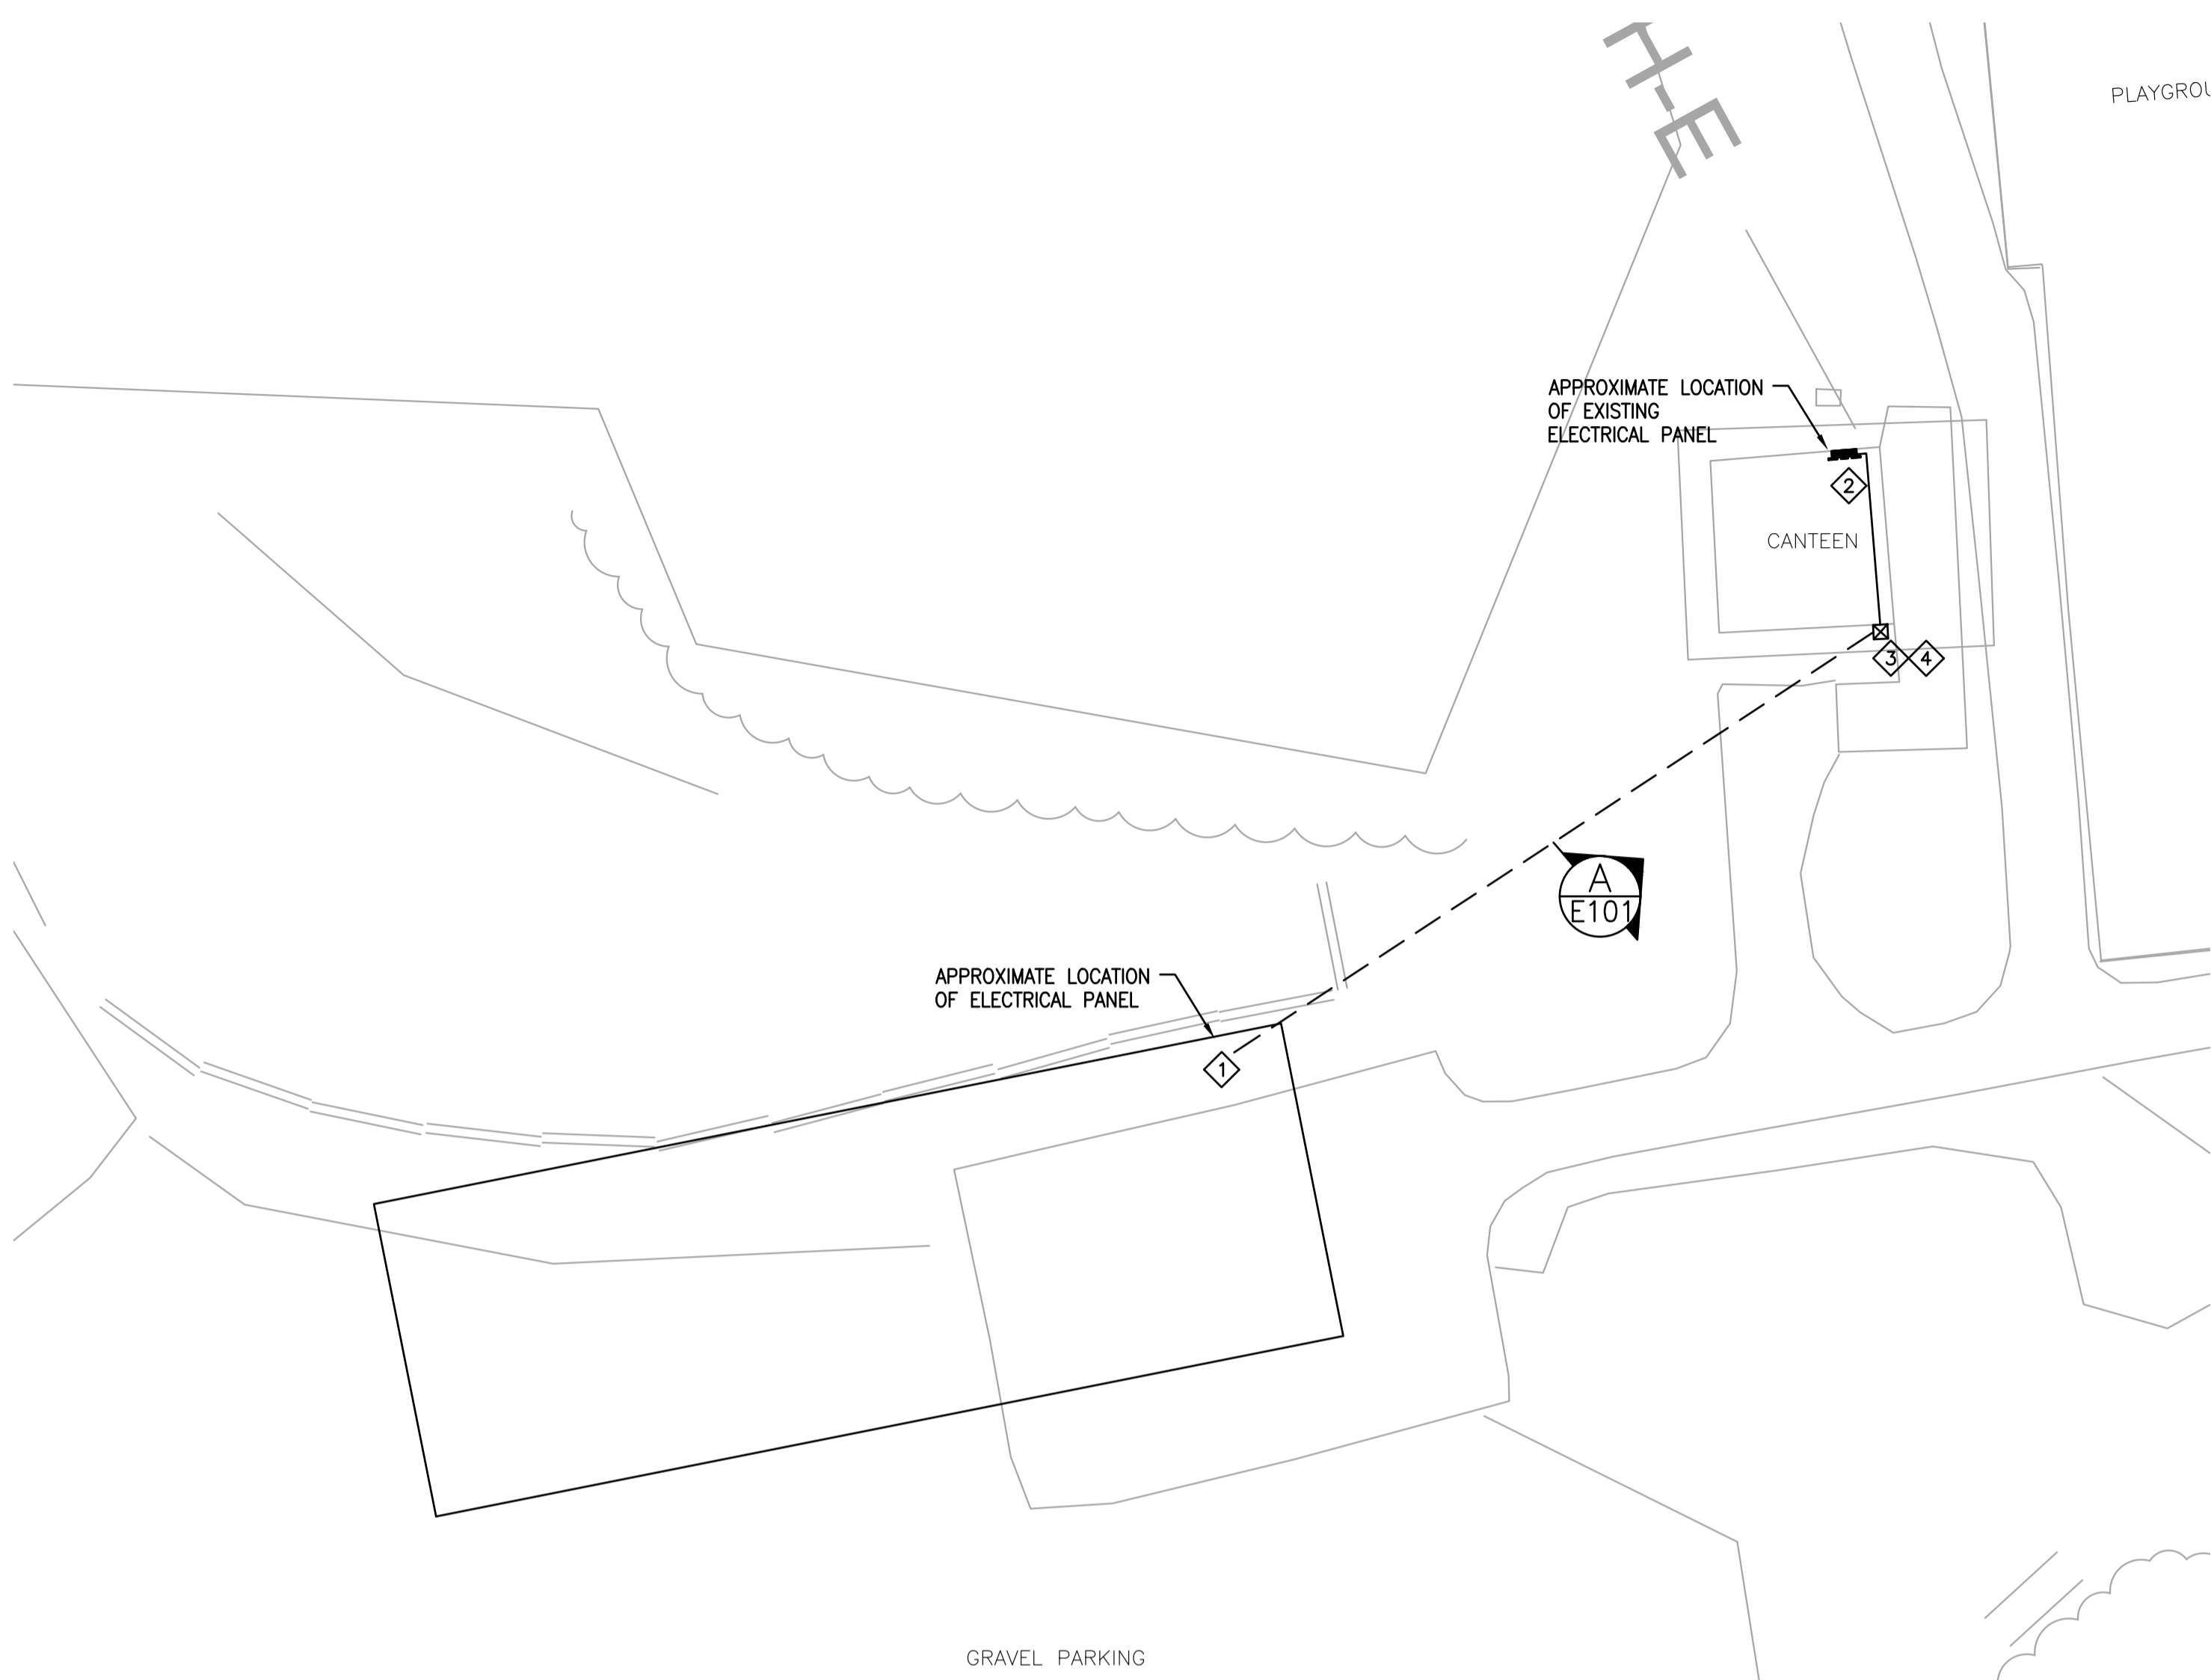 PLAYGROU
APPROXIMATE LOCATION
OF EXISTING
ELECTRICAL PANEL
2
CANTEEN
3 4
A
E101
APPROXIMATE LOCATION
OF ELECTRICAL PANEL
1
GRAVEL PARKING